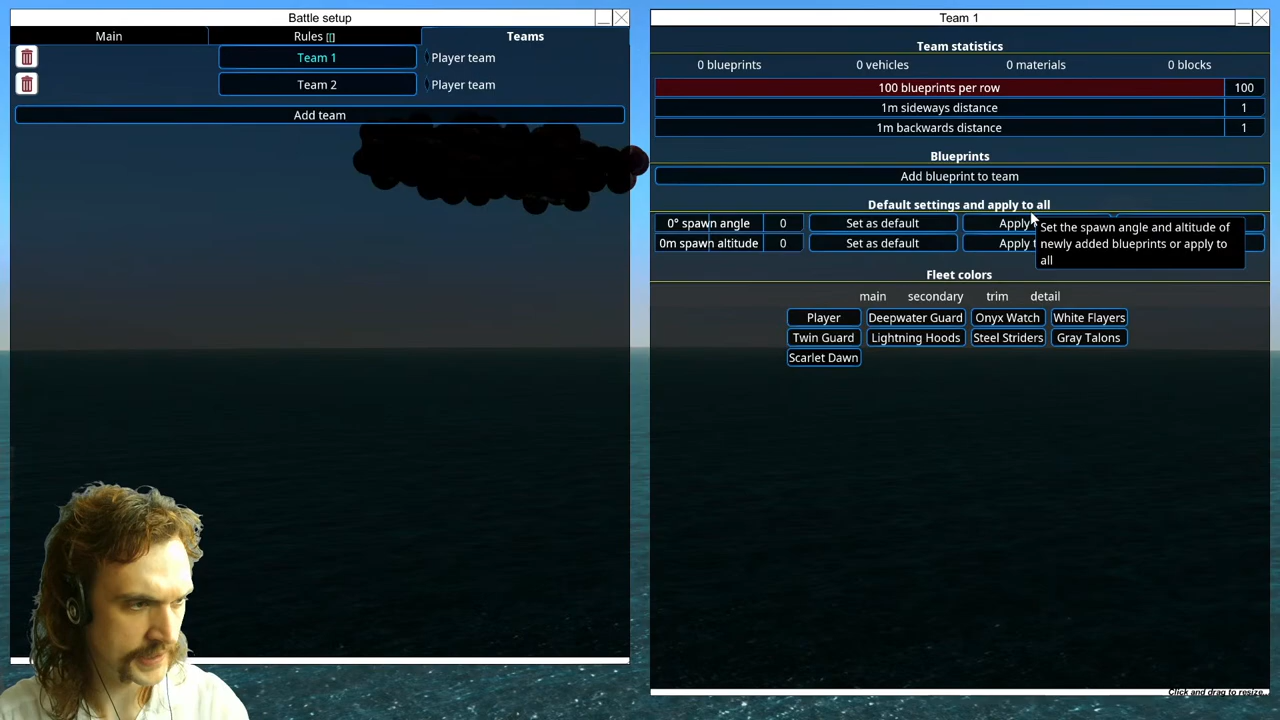 Battle setup
Main
Rules [[]
Teams
Team 1
Player team
Team 2
Player team
Add team
Team 1
Team statistics
0 blueprints
0 vehicles
0 materials
0 blocks
100 blueprints per row
100
1m sideways distance
1
1m backwards distance
1
Blueprints
Add blueprint to team
Default settings and apply to all
0° spawn angle
0
Set as default
Apply
0m spawn altitude
0
Set as default
Apply
Set the spawn angle and altitude of
newly added blueprints or apply to
all
Fleet colors
main
secondary
trim
detail
Player
Deepwater Guard
Onyx Watch
White Flayers
Twin Guard
Lightning Hoods
Steel Striders
Gray Talons
Scarlet Dawn
Click and drag to resize...